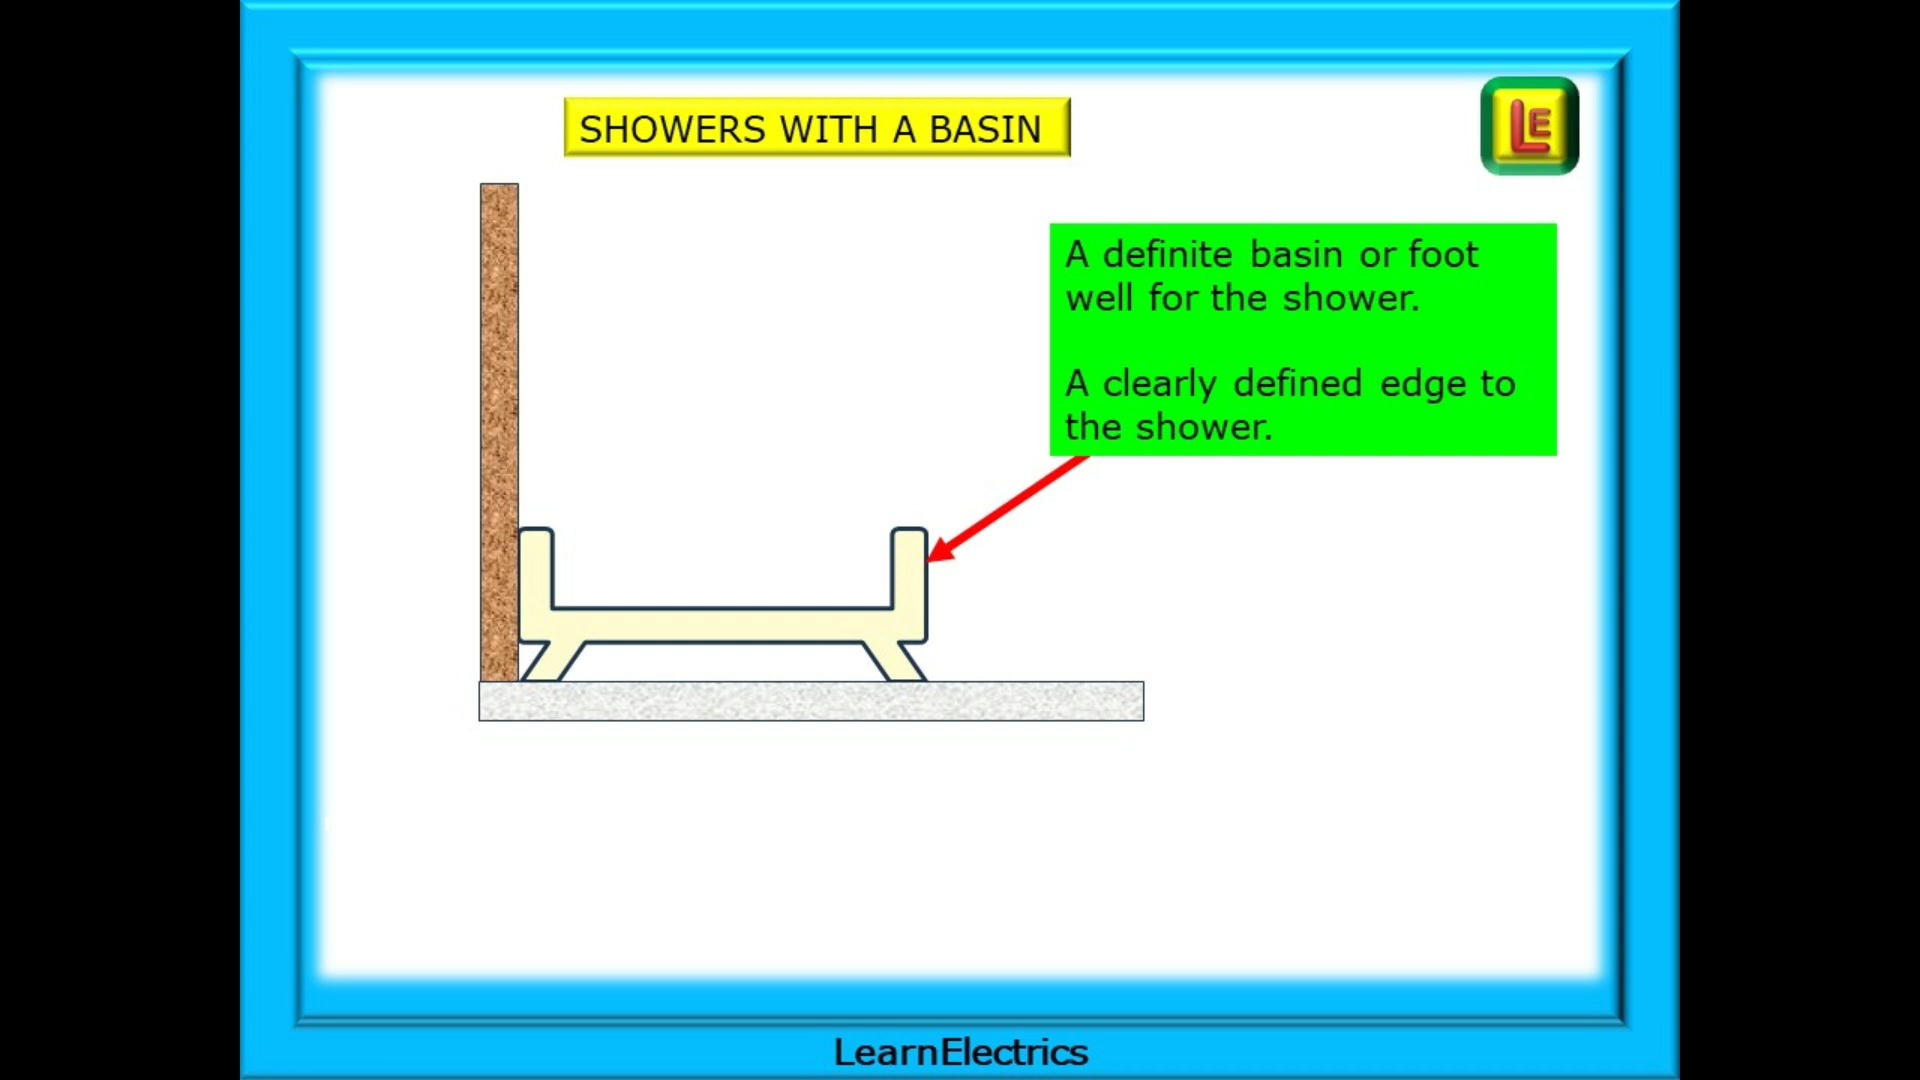 SHOWERS WITH A BASIN
LE
A definite basin or foot
well for the shower.
A clearly defined edge to
the shower.
LearnElectrics